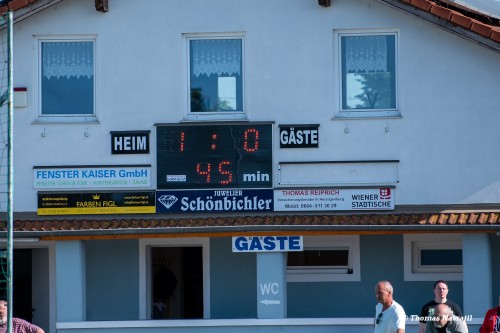 1:0
HEIM
GÄSTE
45 min
FENSTER KAISER GmbH
JUWELIER
Schönbichler
THOMAS REIPRICH
WIENER
STÄDTISCHE
FARBEN FIGL
GÄSTE
WC
© Thomas Nawrajil